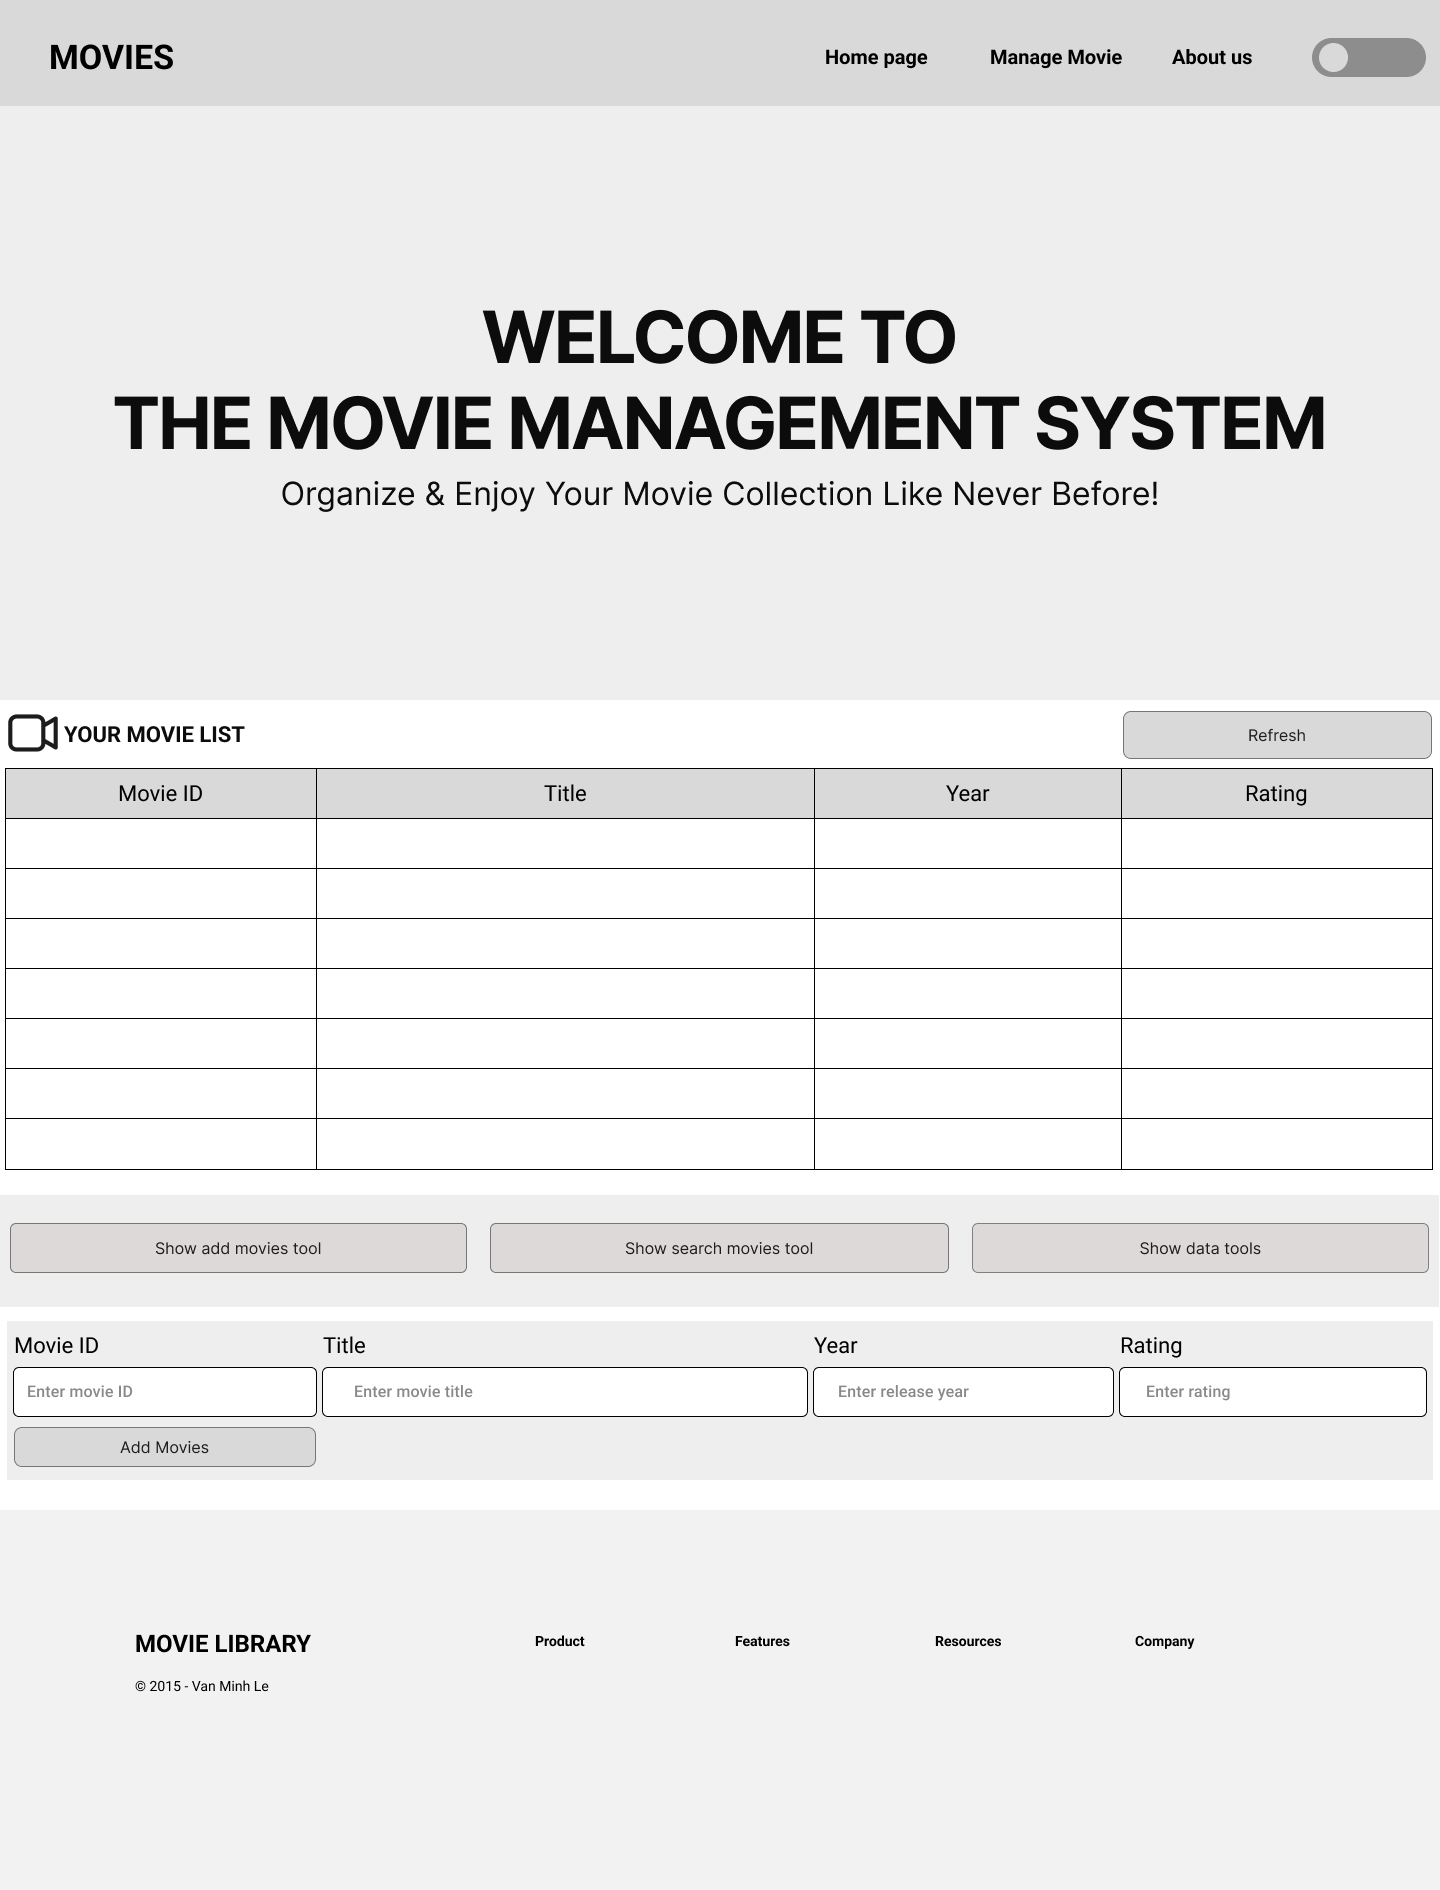 MOVIES
Home page
Manage Movie
About us
WELCOME TO
THE MOVIE MANAGEMENT SYSTEM
Organize & Enjoy Your Movie Collection Like Never Before!
YOUR MOVIE LIST
Refresh
Movie ID
Title
Year
Rating
Show add movies tool
Show search movies tool
Show data tools
Movie ID
Title
Year
Rating
Enter movie ID
Enter movie title
Enter release year
Enter rating
Add Movies
MOVIE LIBRARY
Product
Features
Resources
Company
© 2015 - Van Minh Le